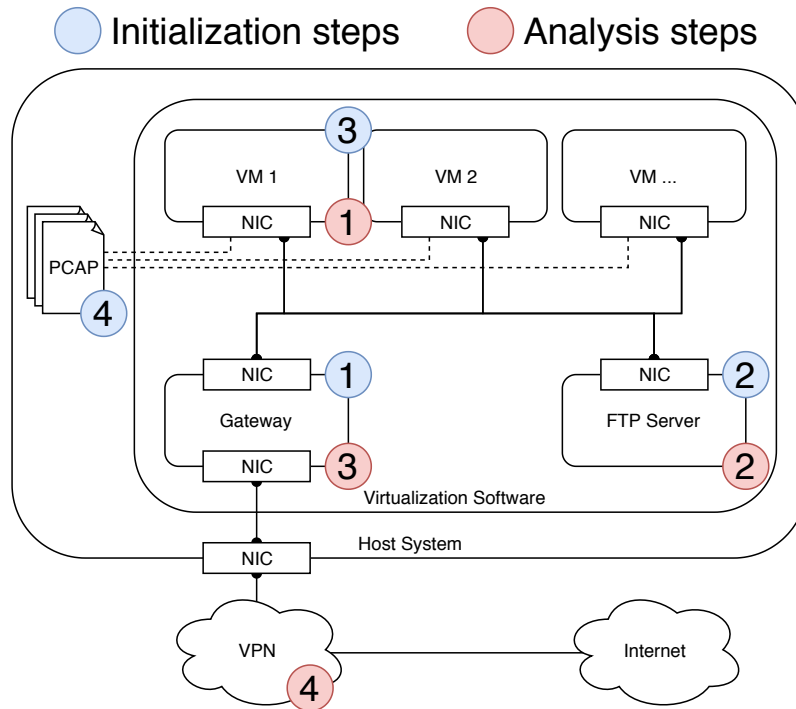 Initialization steps
Analysis steps
3
VM 1
VM 2
VM ...
NIC
1
NIC
NIC
PCAP
4
NIC
1
NIC
2
Gateway
FTP Server
NIC
3
2
Virtualization Software
Host System
NIC
VPN
Internet
4